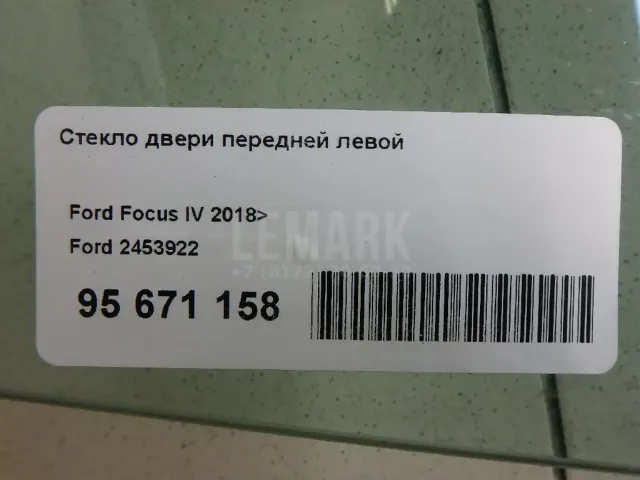 Стекло двери передней левой
Ford Focus IV 2018>
LEMARK
Ford 2453922
95 671 158